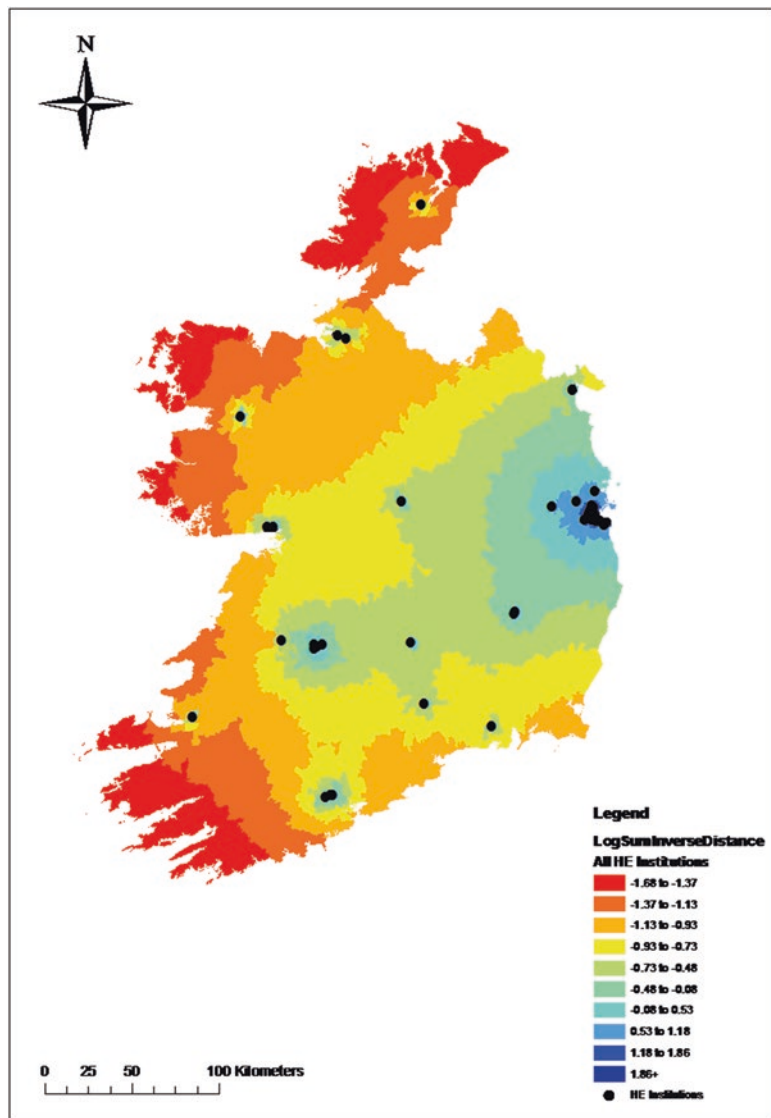 N
Legend
LogSumInverseDistance
All HE Institutions
-1.68 to -1.37
-1.37 to -1.13
-1.13 to -0.93
-0.93 to -0.73
-0.73 to -0.48
-0.48 to -0.08
-0.08 to 0.53
0.53 to 1.18
1.18 to 1.86
1.86+
HE Institutions
0 25 50 100 Kilometers